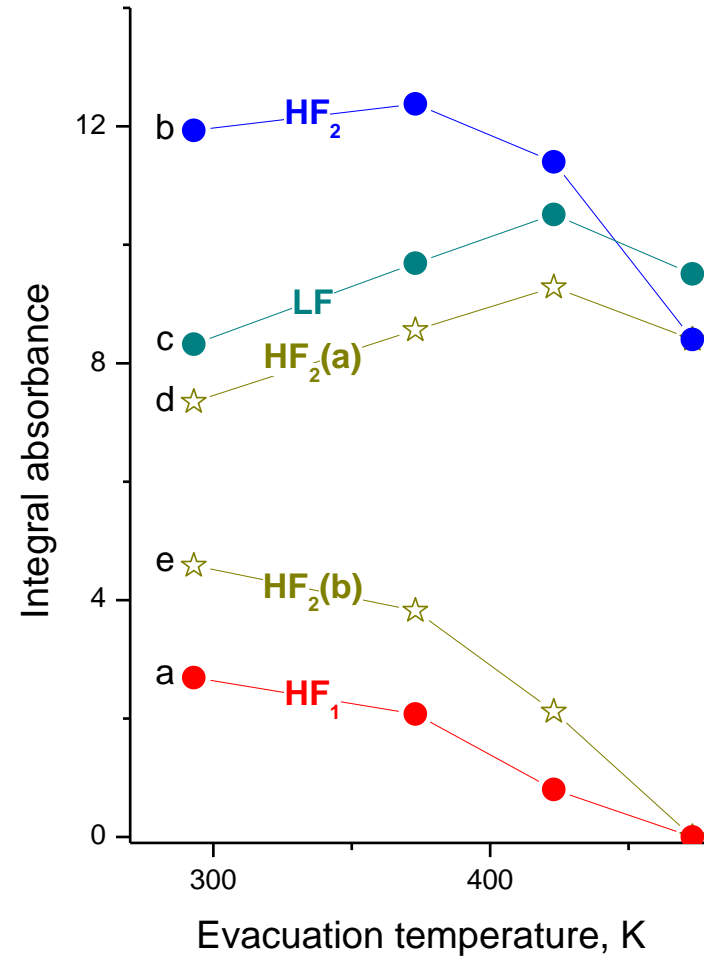 12
8
4
0
b
HF₂
c
LF
HF₂(a)
d
e
HF₂(b)
a
HF₁
300
400
Integral absorbance
Evacuation temperature, K